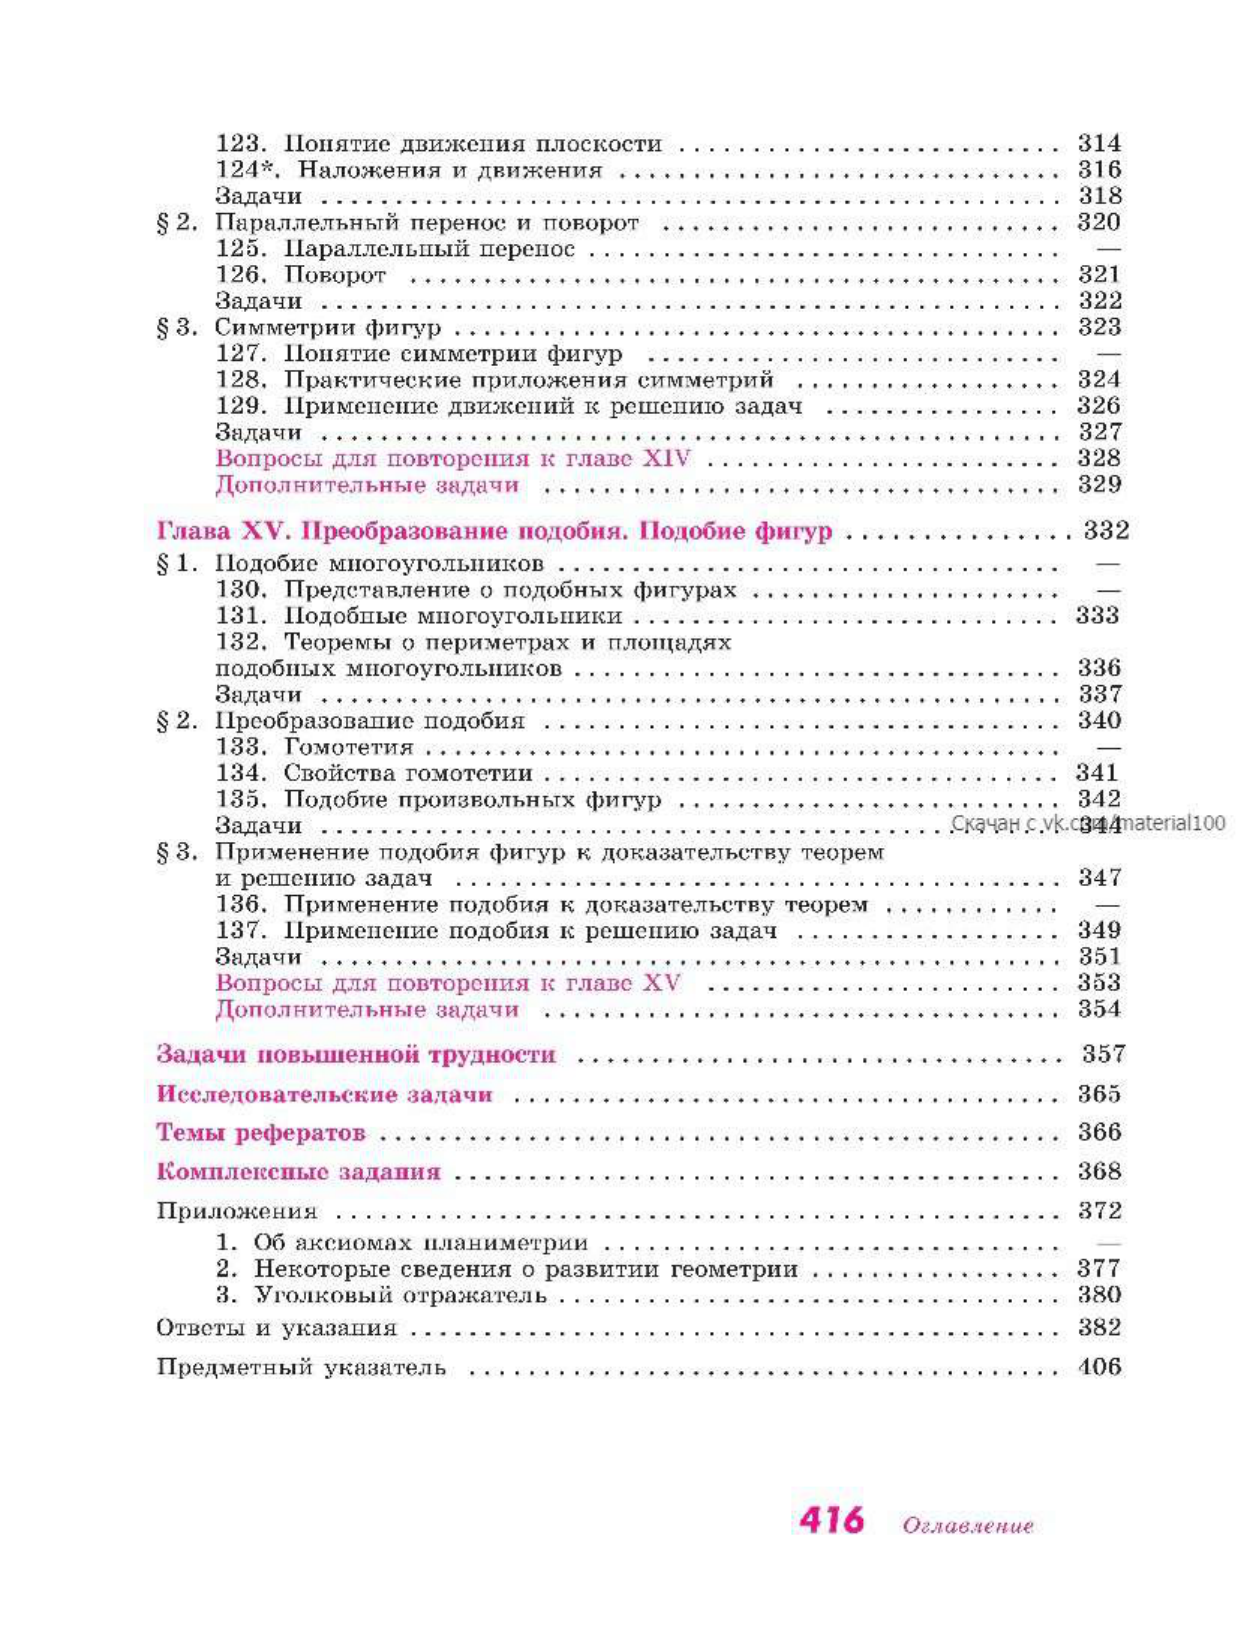 123. Понятие движения плоскости . . . . . . . . . . . . . . . . . . . . . . . . . . 314
124*. Наложения и движения . . . . . . . . . . . . . . . . . . . . . . . . . . . . . . 316
Задачи . . . . . . . . . . . . . . . . . . . . . . . . . . . . . . . . . . . . . . . . . . . . . . . . . . 318
§ 2. Параллельный перенос и поворот . . . . . . . . . . . . . . . . . . . . . . . . . . . 320
125. Параллельный перенос . . . . . . . . . . . . . . . . . . . . . . . . . . . . . . . . —
126. Поворот . . . . . . . . . . . . . . . . . . . . . . . . . . . . . . . . . . . . . . . . . . . . 321
Задачи . . . . . . . . . . . . . . . . . . . . . . . . . . . . . . . . . . . . . . . . . . . . . . . . . . 322
§ 3. Симметрии фигур . . . . . . . . . . . . . . . . . . . . . . . . . . . . . . . . . . . . . . . . . 323
127. Понятие симметрии фигур . . . . . . . . . . . . . . . . . . . . . . . . . . . . —
128. Практические приложения симметрий . . . . . . . . . . . . . . . . . . 324
129. Применение движений к решению задач . . . . . . . . . . . . . . . . 326
Задачи . . . . . . . . . . . . . . . . . . . . . . . . . . . . . . . . . . . . . . . . . . . . . . . . . . 327
Вопросы для повторения к главе XIV . . . . . . . . . . . . . . . . . . . . . . . . 328
Дополнительные задачи . . . . . . . . . . . . . . . . . . . . . . . . . . . . . . . . . . . 329
Глава XV. Преобразование подобия. Подобие фигур . . . . . . . . . . . . . . . . 332
§ 1. Подобие многоугольников . . . . . . . . . . . . . . . . . . . . . . . . . . . . . . . . . . —
130. Представление о подобных фигурах . . . . . . . . . . . . . . . . . . . . . —
131. Подобные многоугольники . . . . . . . . . . . . . . . . . . . . . . . . . . . . . 333
132. Теоремы о периметрах и площадях
подобных многоугольников . . . . . . . . . . . . . . . . . . . . . . . . . . . . . . . . . 336
Задачи . . . . . . . . . . . . . . . . . . . . . . . . . . . . . . . . . . . . . . . . . . . . . . . . . . 337
§ 2. Преобразование подобия . . . . . . . . . . . . . . . . . . . . . . . . . . . . . . . . . . . 340
133. Гомотетия . . . . . . . . . . . . . . . . . . . . . . . . . . . . . . . . . . . . . . . . . . . —
134. Свойства гомотетии . . . . . . . . . . . . . . . . . . . . . . . . . . . . . . . . . . . 341
135. Подобие произвольных фигур . . . . . . . . . . . . . . . . . . . . . . . . . . 342
Задачи . . . . . . . . . . . . . . . . . . . . . . . . . . . . . . . . . . . . . . . . . . . . . . . . . . 344
Скачан с vk.com/material100
§ 3. Применение подобия фигур к доказательству теорем
и решению задач . . . . . . . . . . . . . . . . . . . . . . . . . . . . . . . . . . . . . . . . . 347
136. Применение подобия к доказательству теорем . . . . . . . . . . . . —
137. Применение подобия к решению задач . . . . . . . . . . . . . . . . . . 349
Задачи . . . . . . . . . . . . . . . . . . . . . . . . . . . . . . . . . . . . . . . . . . . . . . . . . . 351
Вопросы для повторения к главе XV . . . . . . . . . . . . . . . . . . . . . . . . 353
Дополнительные задачи . . . . . . . . . . . . . . . . . . . . . . . . . . . . . . . . . . . 354
Задачи повышенной трудности . . . . . . . . . . . . . . . . . . . . . . . . . . . . . . . . . 357
Исследовательские задачи . . . . . . . . . . . . . . . . . . . . . . . . . . . . . . . . . . . . . 365
Темы рефератов . . . . . . . . . . . . . . . . . . . . . . . . . . . . . . . . . . . . . . . . . . . . . . 366
Комплексные задания . . . . . . . . . . . . . . . . . . . . . . . . . . . . . . . . . . . . . . . . . 368
Приложения . . . . . . . . . . . . . . . . . . . . . . . . . . . . . . . . . . . . . . . . . . . . . . . . . 372
1. Об аксиомах планиметрии . . . . . . . . . . . . . . . . . . . . . . . . . . . . . . . —
2. Некоторые сведения о развитии геометрии . . . . . . . . . . . . . . . . . 377
3. Уголковый отражатель . . . . . . . . . . . . . . . . . . . . . . . . . . . . . . . . . . 380
Ответы и указания . . . . . . . . . . . . . . . . . . . . . . . . . . . . . . . . . . . . . . . . . . . . 382
Предметный указатель . . . . . . . . . . . . . . . . . . . . . . . . . . . . . . . . . . . . . . . . 406
416 Оглавление